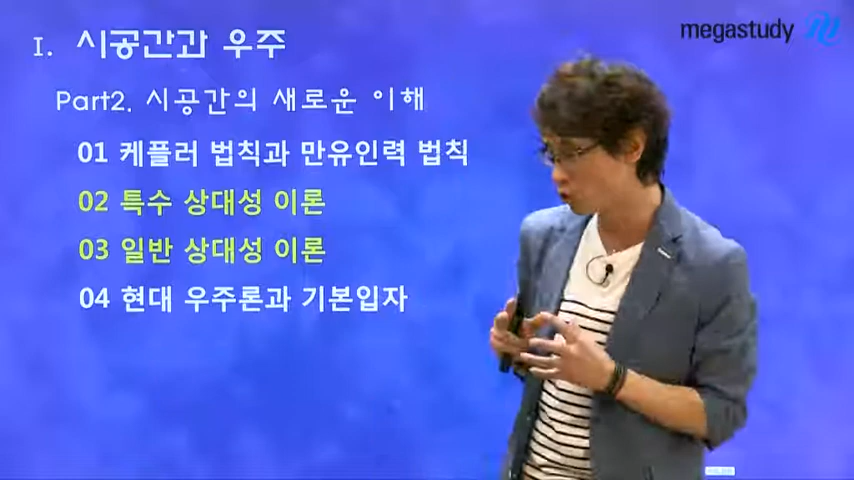 megastudy
I. 시공간과 우주
Part2. 시공간의 새로운 이해
01 케플러 법칙과 만유인력 법칙
02 특수 상대성 이론
03 일반 상대성 이론
04 현대 우주론과 기본입자